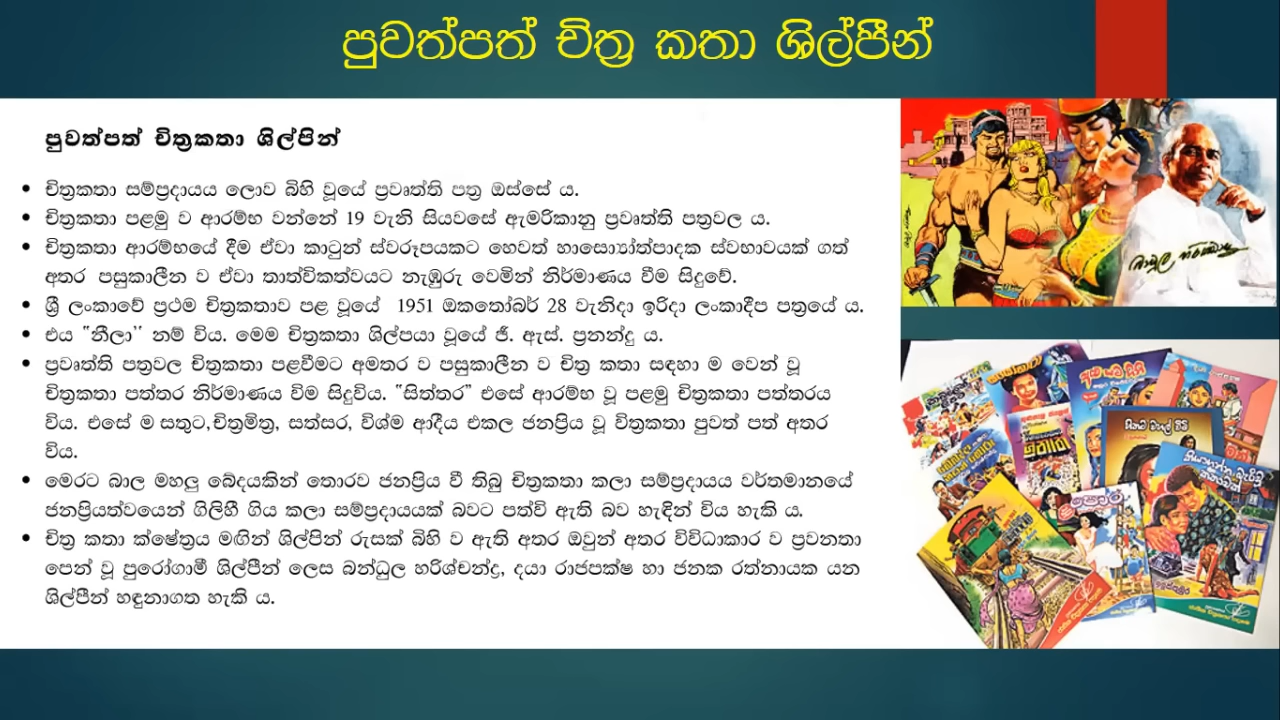 පුවත්පත් චිත්‍ර කතා ශිල්පීන්
පුවත්පත් චිත්‍රකතා ශිල්පින්
• චිත්‍රකතා සම්ප්‍රදායය ලොව බිහි වූයේ ප්‍රවෘත්ති පත්‍ර ඔස්සේ ය.
• චිත්‍රකතා පළමු ව ආරම්භ වන්නේ 19 වැනි සියවසේ ඇමරිකානු ප්‍රවෘත්ති පත්‍රවල ය.
• චිත්‍රකතා ආරම්භයේ දීම ඒවා කාටුන් ස්වරූපයකට හෙවත් හාස්‍යොත්පාදක ස්වභාවයක් ගත්
අතර පසුකාලීන ව ඒවා තාත්විකත්වයට නැඹුරු වෙමින් නිර්මාණය වීම සිදුවේ.
• ශ්‍රී ලංකාවේ ප්‍රථම චිත්‍රකතාව පළ වූයේ 1951 ඔකතෝබර් 28 වැනිදා ඉරිදා ලංකාදීප පත්‍රයේ ය.
• එය "නීලා'' නම් විය. මෙම චිත්‍රකතා ශිල්පයා වූයේ ජී. ඇස්. ප්‍රනාන්දු ය.
• ප්‍රවෘත්ති පත්‍රවල චිත්‍රකතා පළවීමට අමතර ව පසුකාලීන ව චිත්‍ර කතා සඳහා ම වෙන් වූ
චිත්‍රකතා පත්තර නිර්මාණය වීම සිදුවිය. "සිත්තර" එසේ ආරම්භ වූ පළමු චිත්‍රකතා පත්තරය
විය. එසේ ම සතුට,චිත්‍රමිත්‍ර, සත්සර, විශ්ම ආදීය එකල ජනප්‍රිය වූ චිත්‍රකතා පුවත් පත් අතර
විය.
• මෙරට බාල මහලු බේදයකින් තොරව ජනප්‍රිය වී තිබු චිත්‍රකතා කලා සම්ප්‍රදායය වර්තමානයේ
ජනප්‍රියත්වයෙන් ගිලිහී ගිය කලා සම්ප්‍රදායයක් බවට පත්වි ඇති බව හැඳින් විය හැකි ය.
• චිත්‍ර කතා ක්ෂේත්‍රය මඟින් ශිල්පින් රුසක් බිහි ව ඇති අතර ඔවුන් අතර විවිධාකාර ව ප්‍රවනතා
පෙන් වූ පුරෝගාමී ශිල්පීන් ලෙස බන්ධුල හරිශ්චන්ද්‍ර, දයා රාජපක්ෂ හා ජනක රත්නායක යන
ශිල්පීන් හඳුනාගත හැකි ය.